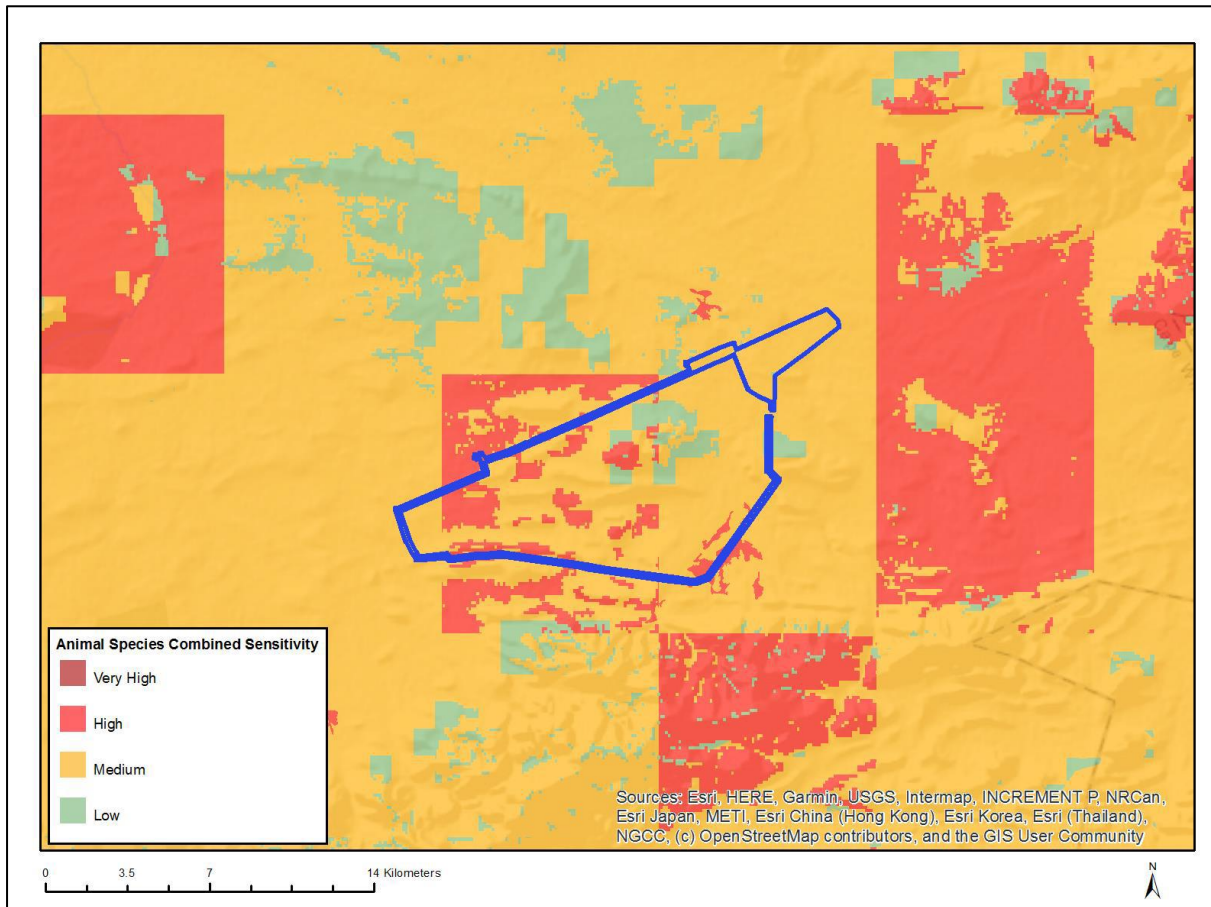 Animal Species Combined Sensitivity
Very High
High
Medium
Low
Sources: Esri, HERE, Garmin, USGS, Intermap, INCREMENT P, NRCan,
Esri Japan, METI, Esri China (Hong Kong), Esri Korea, Esri (Thailand),
NGCC, (c) OpenStreetMap contributors, and the GIS User Community
0 3.5 7 14 Kilometers
N